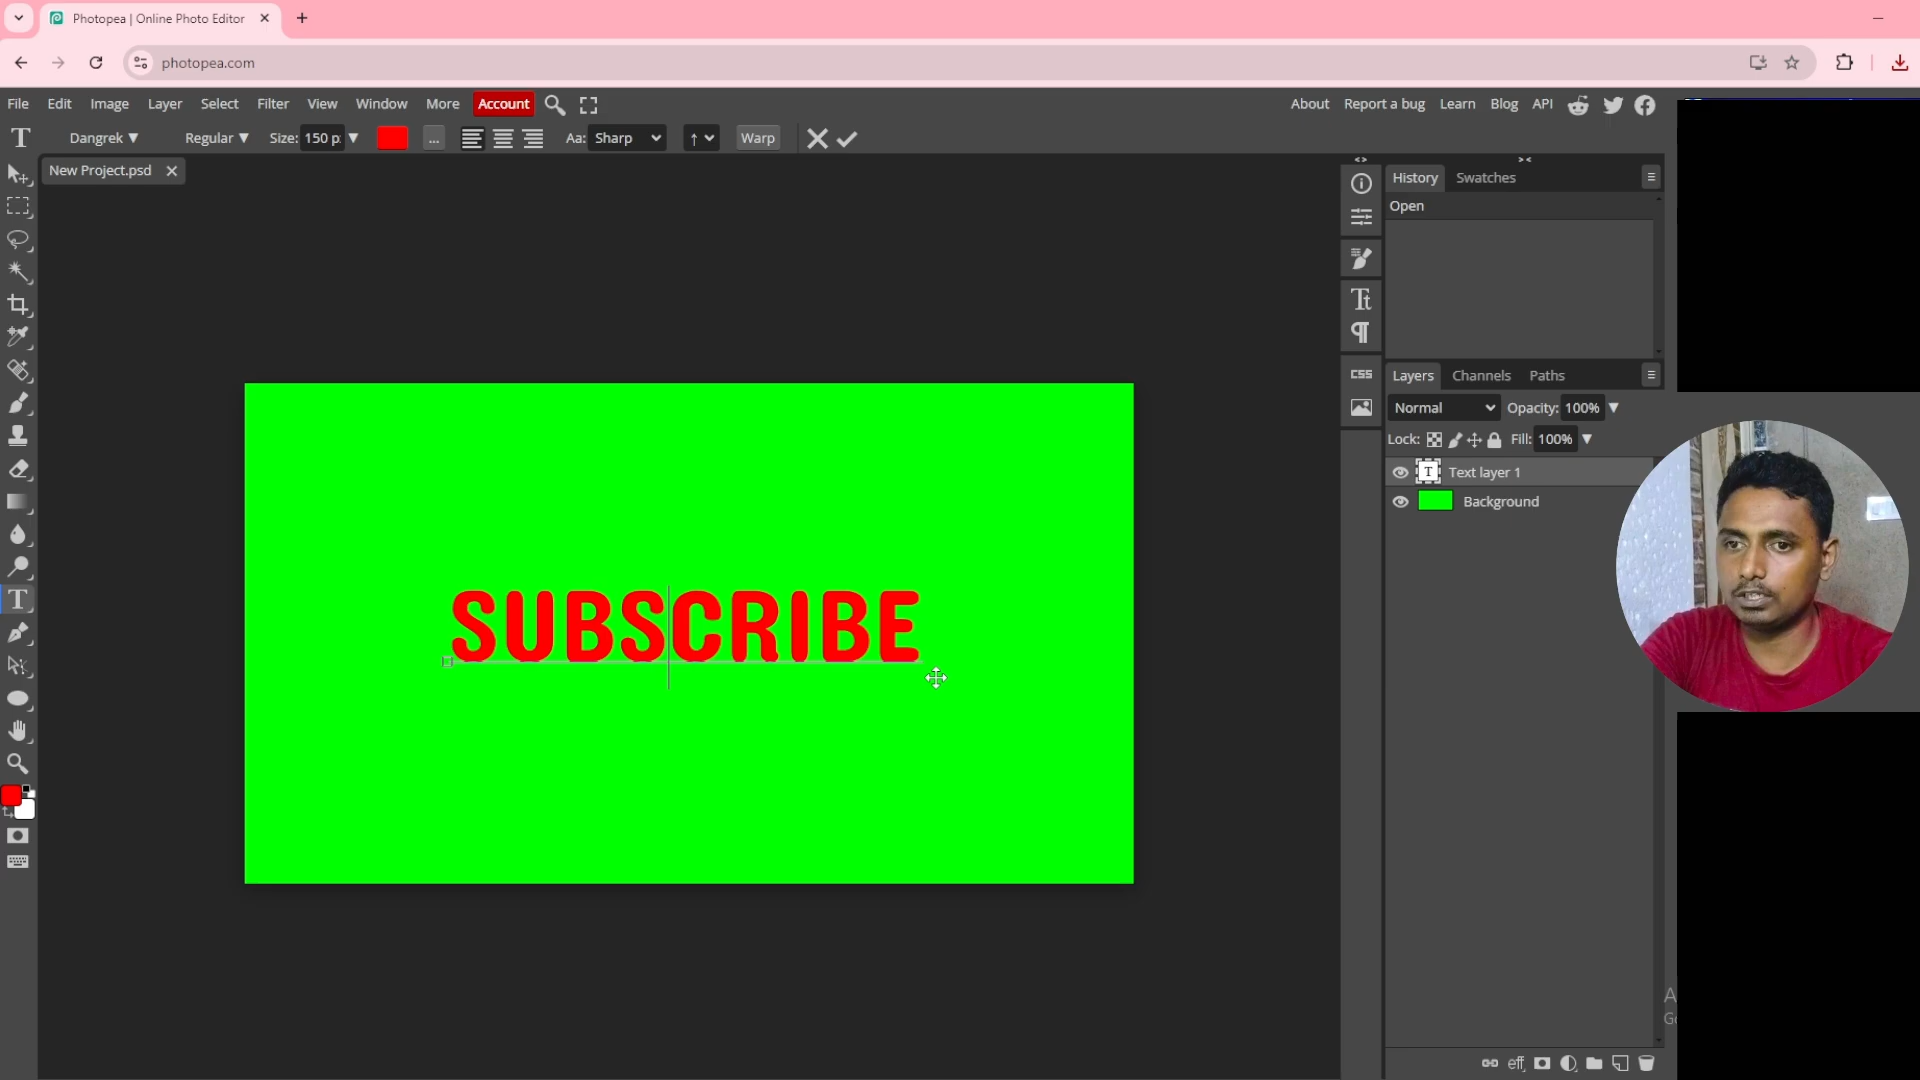 Photopea | Online Photo Editor
photopea.com
File Edit Image Layer Select Filter View Window More Account About Report a bug Learn Blog API
T Dangrek Regular Size: 150 p: ... Aa: Sharp ↑ Warp
New Project.psd
History Swatches
Open
Tt
¶
CSS
Layers Channels Paths
Normal Opacity: 100%
Lock: Fill: 100%
T Text layer 1
Background
SUBSCRIBE
T
eff